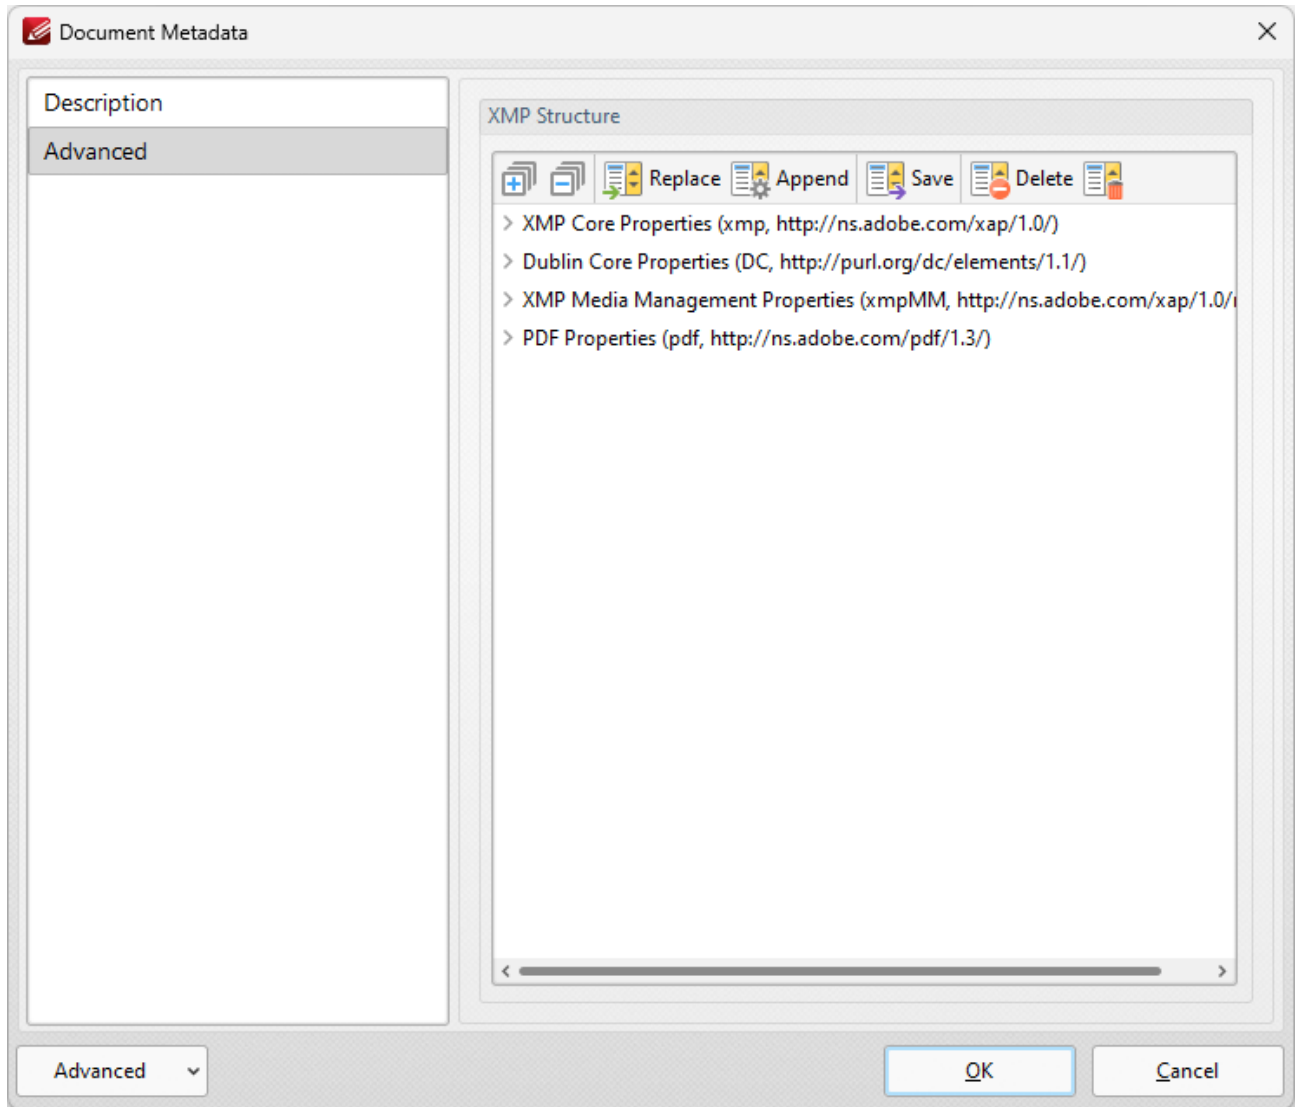 Document Metadata
Description
Advanced
XMP Structure
Replace Append Save Delete
XMP Core Properties (xmp, http://ns.adobe.com/xap/1.0/)
Dublin Core Properties (DC, http://purl.org/dc/elements/1.1/)
XMP Media Management Properties (xmpMM, http://ns.adobe.com/xap/1.0/
PDF Properties (pdf, http://ns.adobe.com/pdf/1.3/)
Advanced
OK
Cancel